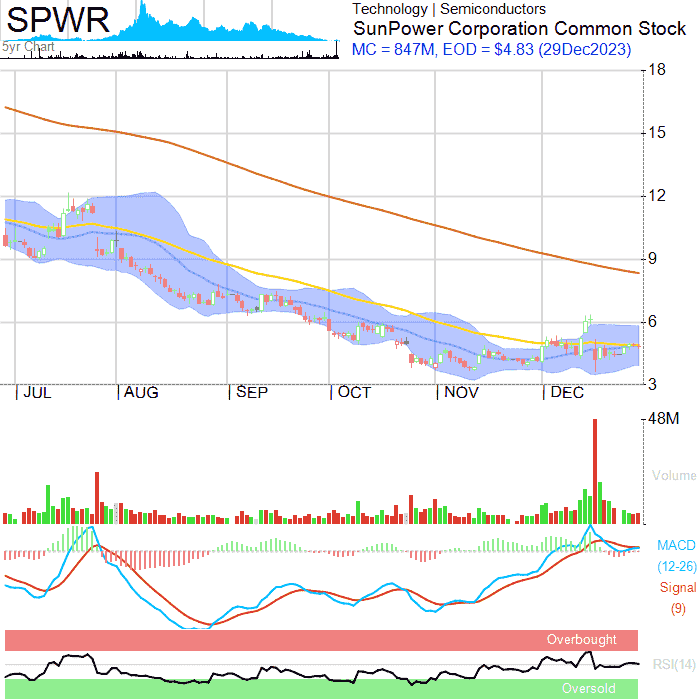 SPWR
Technology | Semiconductors
SunPower Corporation Common Stock
5yr Chart
MC = 847M, EOD = $4.83 (29Dec2023)
18
15
12
9
6
3
JUL AUG SEP OCT NOV DEC
48M
Volume
MACD
(12-26)
Signal
(9)
Overbought
RSI(14)
Oversold